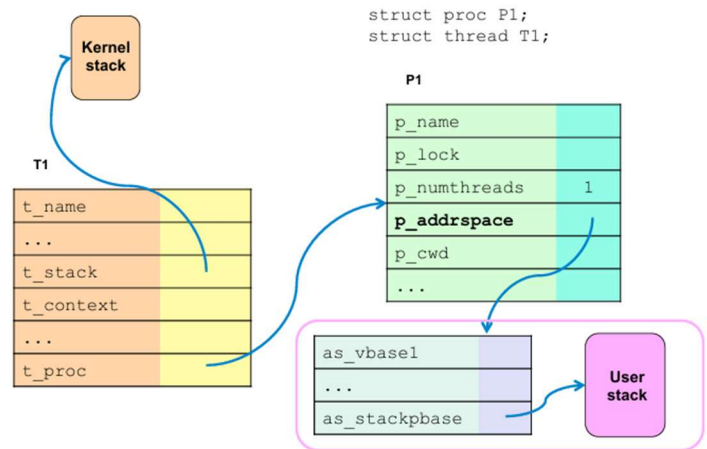 struct proc P1;
struct thread T1;
Kernel
stack
P1
p_name
p_lock
p_numthreads 1
p_addrspace
p_cwd
...
T1
t_name
...
t_stack
t_context
...
t_proc
as_vbase1
...
as_stackpbase
User
stack